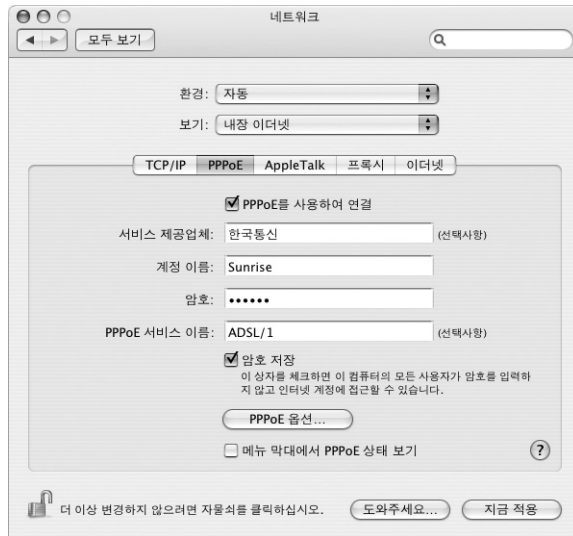 네트워크
모두 보기
환경: 자동
보기: 내장 이더넷
TCP/IP PPPoE AppleTalk 프록시 이더넷
PPPoE를 사용하여 연결
서비스 제공업체: 한국통신 (선택사항)
계정 이름: Sunrise
암호: ••••••
PPPoE 서비스 이름: ADSL/1 (선택사항)
암호 저장
이 상자를 체크하면 이 컴퓨터의 모든 사용자가 암호를 입력하
지 않고 인터넷 계정에 접근할 수 있습니다.
PPPoE 옵션...
메뉴 막대에서 PPPoE 상태 보기 ?
더 이상 변경하지 않으려면 자물쇠를 클릭하십시오. 도와주세요... 지금 적용